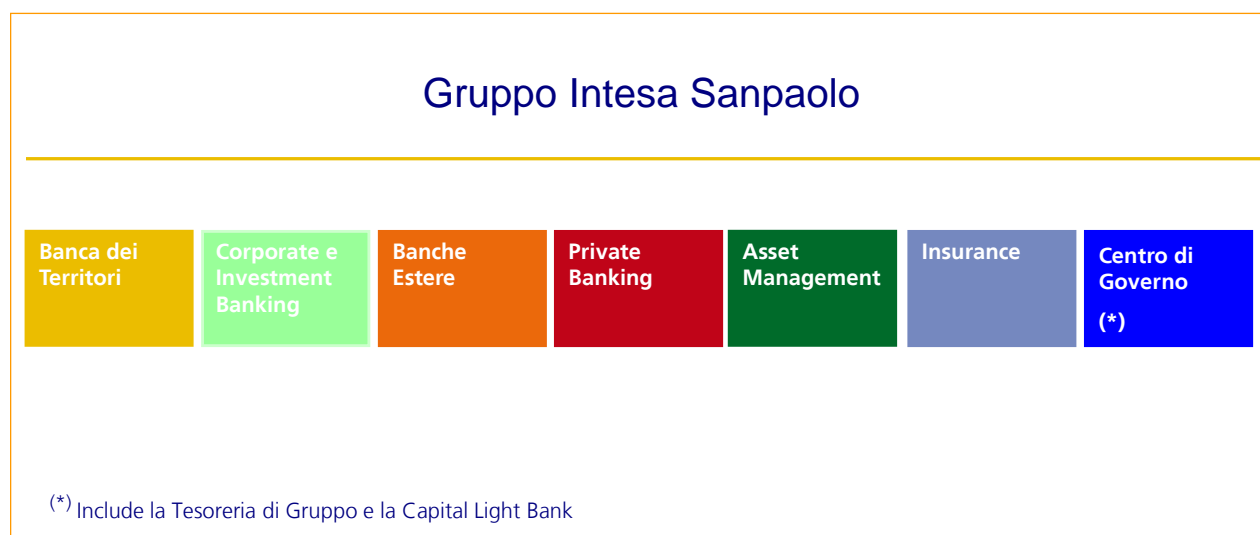 Gruppo Intesa Sanpaolo
Banca dei
Territori
Corporate e
Investment
Banking
Banche
Estere
Private
Banking
Asset
Management
Insurance
Centro di
Governo
(*)
(*) Include la Tesoreria di Gruppo e la Capital Light Bank